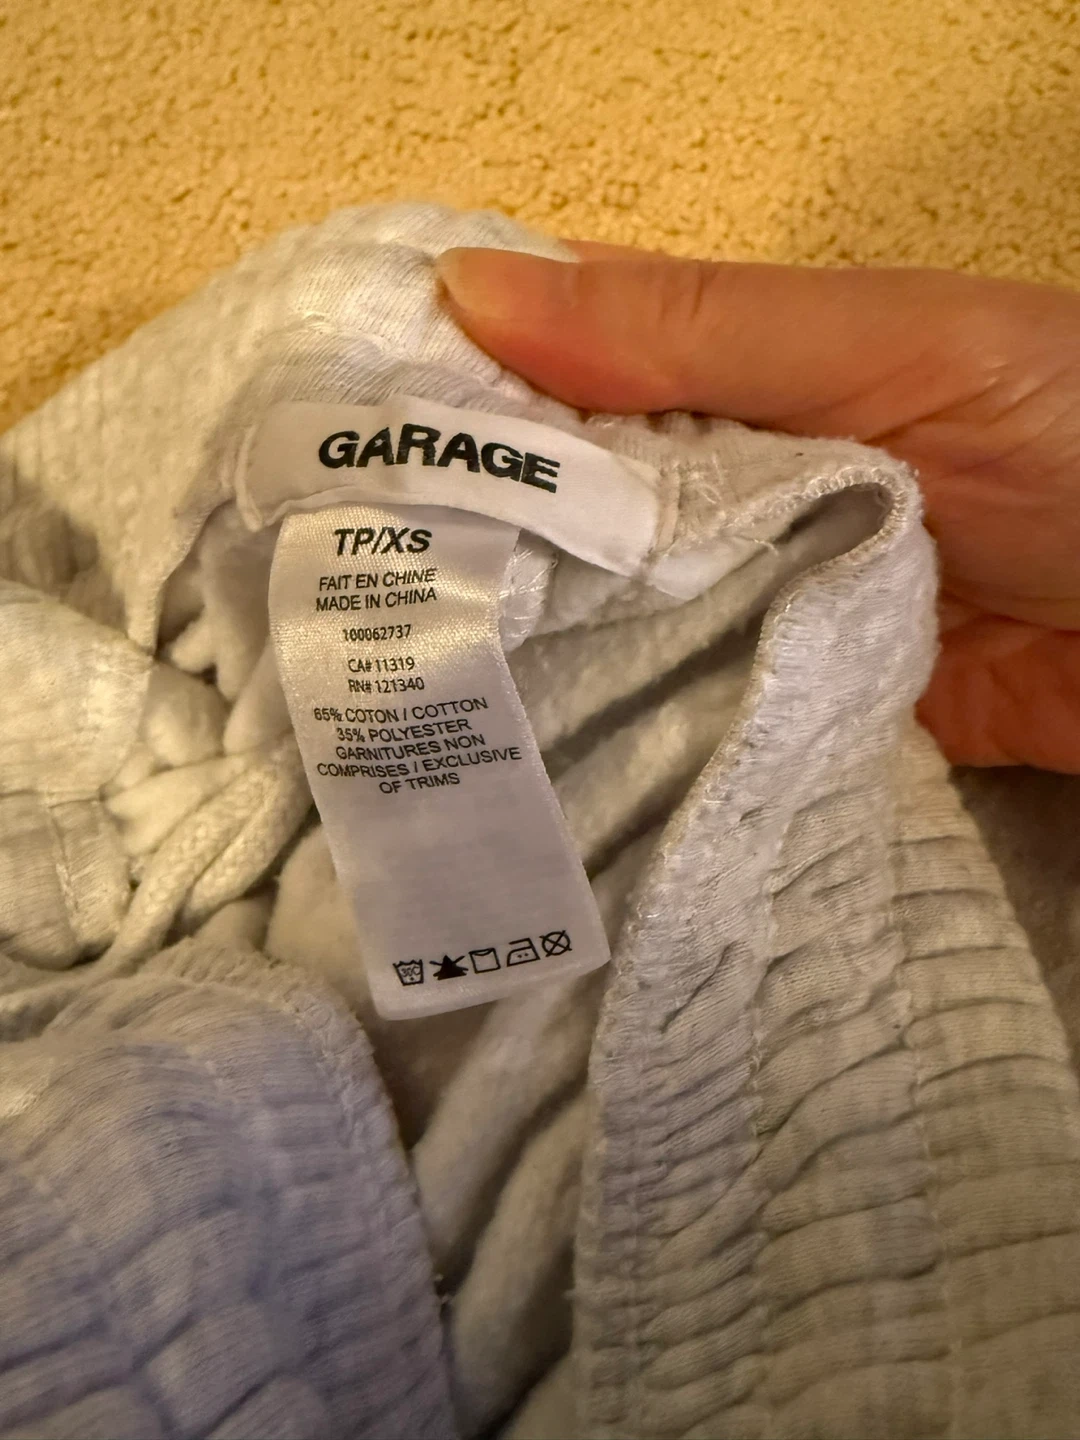 GARAGE
TP/XS
FAIT EN CHINE
MADE IN CHINA
100062737
CA# 11319
RN# 121340
65% COTON / COTTON
35% POLYESTER
GARNITURES NON
COMPRISES / EXCLUSIVE
OF TRIMS
30C